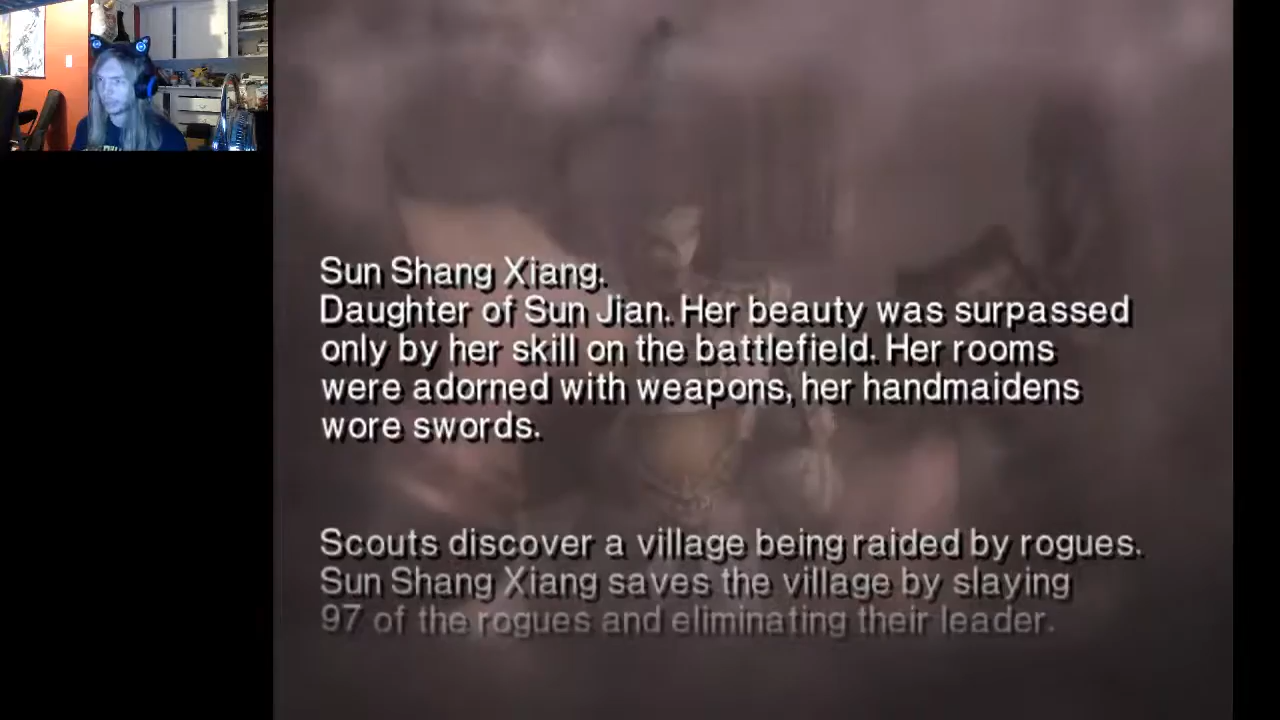 Sun Shang Xiang.
Daughter of Sun Jian. Her beauty was surpassed
only by her skill on the battlefield. Her rooms
were adorned with weapons, her handmaidens
wore swords.
Scouts discover a village being raided by rogues.
Sun Shang Xiang saves the village by slaying
97 of the rogues and eliminating their leader.